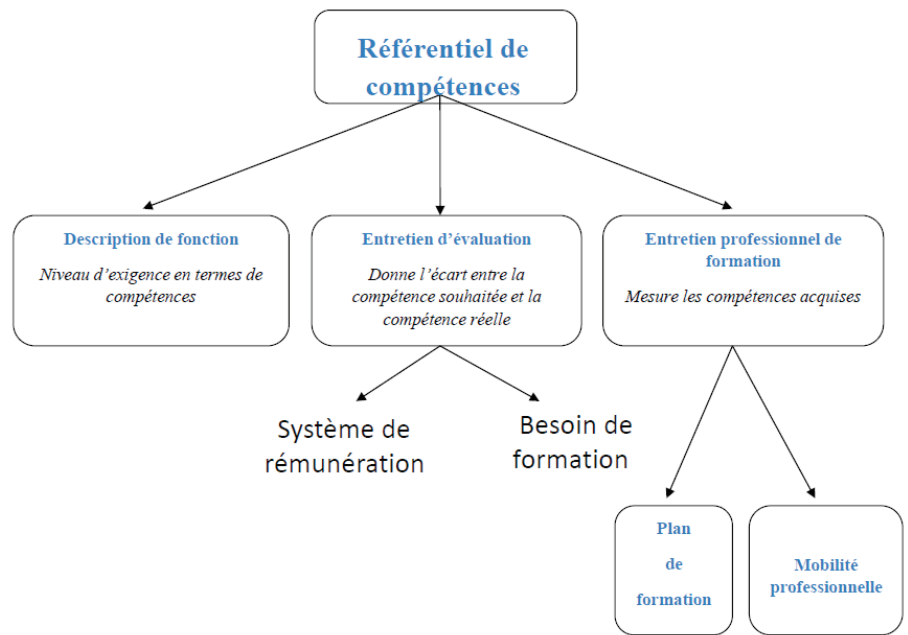 Référentiel de
compétences
Description de fonction
Niveau d’exigence en termes de
compétences
Entretien d’évaluation
Donne l’écart entre la
compétence souhaitée et la
compétence réelle
Entretien professionnel de
formation
Mesure les compétences acquises
Système de
rémunération
Besoin de
formation
Plan
de
formation
Mobilité
professionnelle